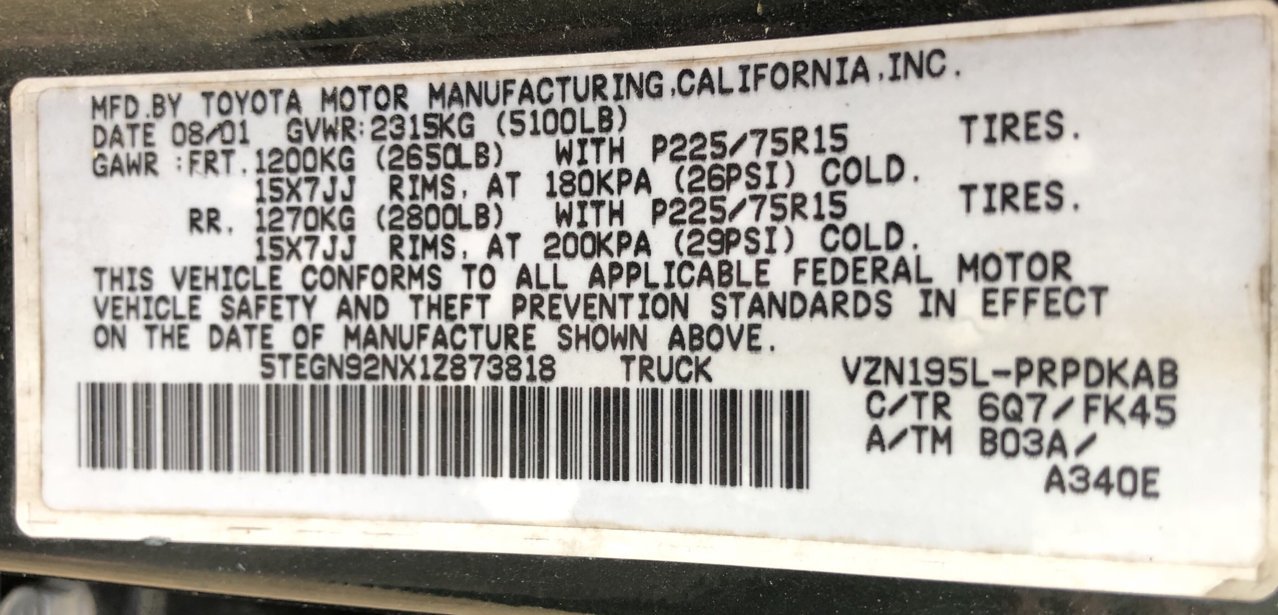 MFD.BY TOYOTA MOTOR MANUFACTURING,CALIFORNIA,INC.
DATE 08/01 GVWR:2315KG (5100LB)
GAWR :FRT. 1200KG (2650LB) WITH P225/75R15 TIRES.
15X7JJ RIMS, AT 180KPA (26PSI) COLD.
RR. 1270KG (2800LB) WITH P225/75R15 TIRES.
15X7JJ RIMS, AT 200KPA (29PSI) COLD.
THIS VEHICLE CONFORMS TO ALL APPLICABLE FEDERAL MOTOR
VEHICLE SAFETY AND THEFT PREVENTION STANDARDS IN EFFECT
ON THE DATE OF MANUFACTURE SHOWN ABOVE.
5TEGN92NX1Z873818 TRUCK VZN195L-PRPDKAB
C/TR 6Q7/FK45
A/TM B03A/
A340E